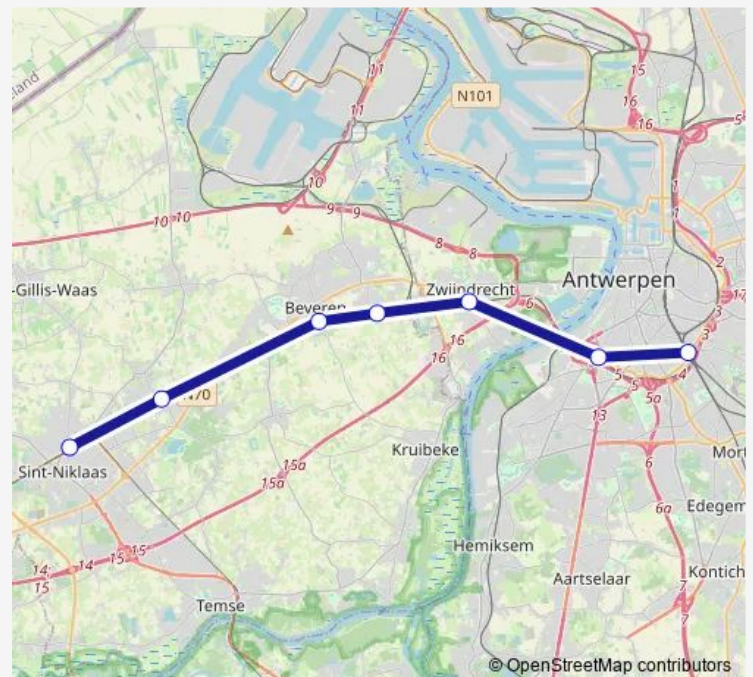 11
15
N101
16
16
5
11
land
10
1
10 10
9
9
1
8
8
2
-Gillis-Waas
Antwerpen
Zwijndrecht
17
Beveren
6
3
16
3
16
5
4
5
5a
N70
13
Kruibeke
6
Mort
Sint-Niklaas
15a
15a
6a
Edegem
Hemiksem
14
14
15
15
15
Aartselaar
Kontich
7
Temse
7
© OpenStreetMap contributors